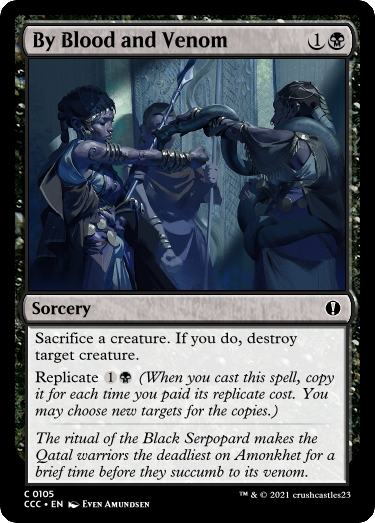 By Blood and Venom 1
Sorcery
Sacrifice a creature. If you do, destroy
target creature.
Replicate 1 (When you cast this spell, copy
it for each time you paid its replicate cost. You
may choose new targets for the copies.)
The ritual of the Black Serpopard makes the
Qatal warriors the deadliest on Amonkhet for a
brief time before they succumb to its venom.
C 0105
CCC • EN Even Amundsen
™ & © 2021 crushcastles23